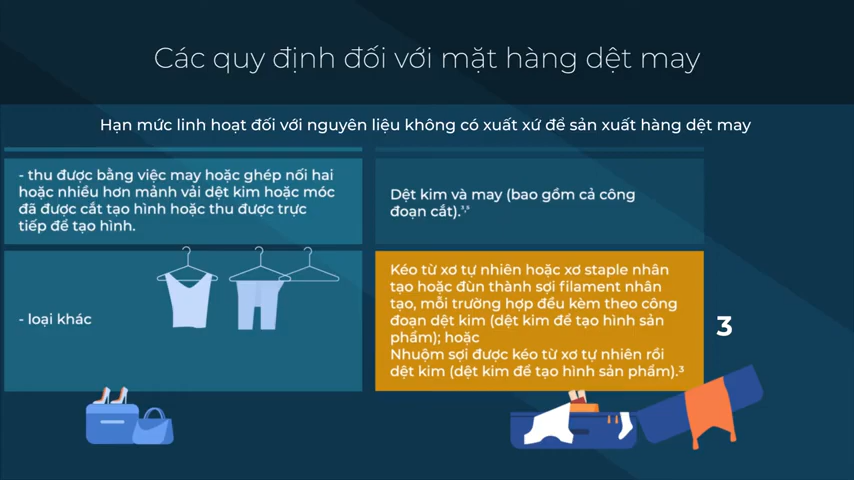 Các quy định đối với mặt hàng dệt may
Hạn mức linh hoạt đối với nguyên liệu không có xuất xứ để sản xuất hàng dệt may
- thu được bằng việc may hoặc ghép nối hai
hoặc nhiều hơn mảnh vải dệt kim hoặc móc
đã được cắt tạo hình hoặc thu được trực
tiếp để tạo hình.
Dệt kim và may (bao gồm cả công
đoạn cắt).
- loại khác
Kéo từ xơ tự nhiên hoặc xơ staple nhân
tạo hoặc đùn thành sợi filament nhân
tạo, mỗi trường hợp đều kèm theo công
đoạn dệt kim (dệt kim để tạo hình sản
phẩm); hoặc
Nhuộm sợi được kéo từ xơ tự nhiên rồi
dệt kim (dệt kim để tạo hình sản phẩm).³
3